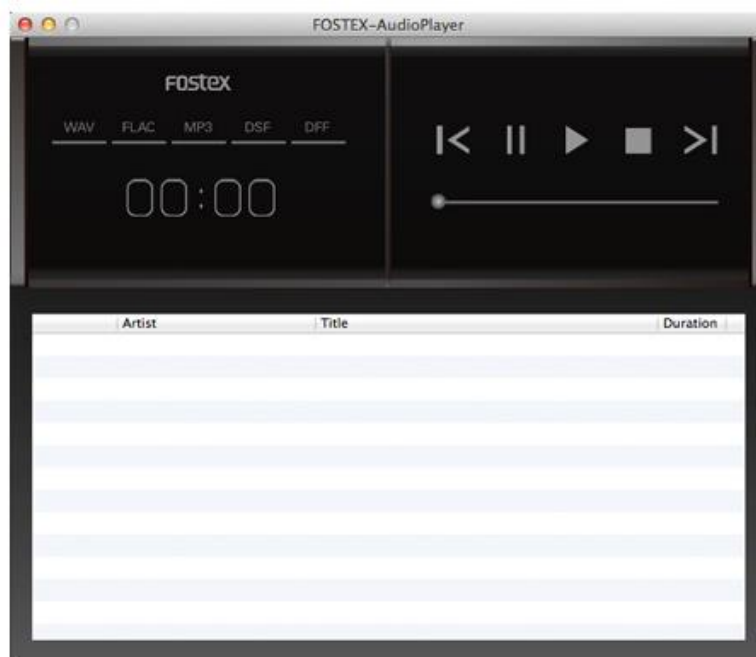 FOSTEX-AudioPlayer
FOSTEX
WAV FLAC MP3 DSF DFF
00:00
Artist Title Duration